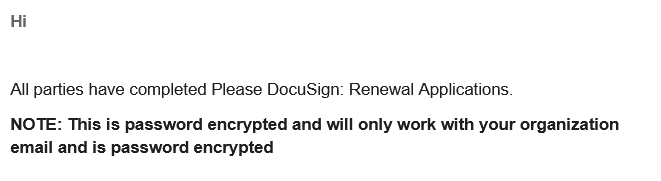 Hi
All parties have completed Please DocuSign: Renewal Applications.
NOTE: This is password encrypted and will only work with your organization
email and is password encrypted